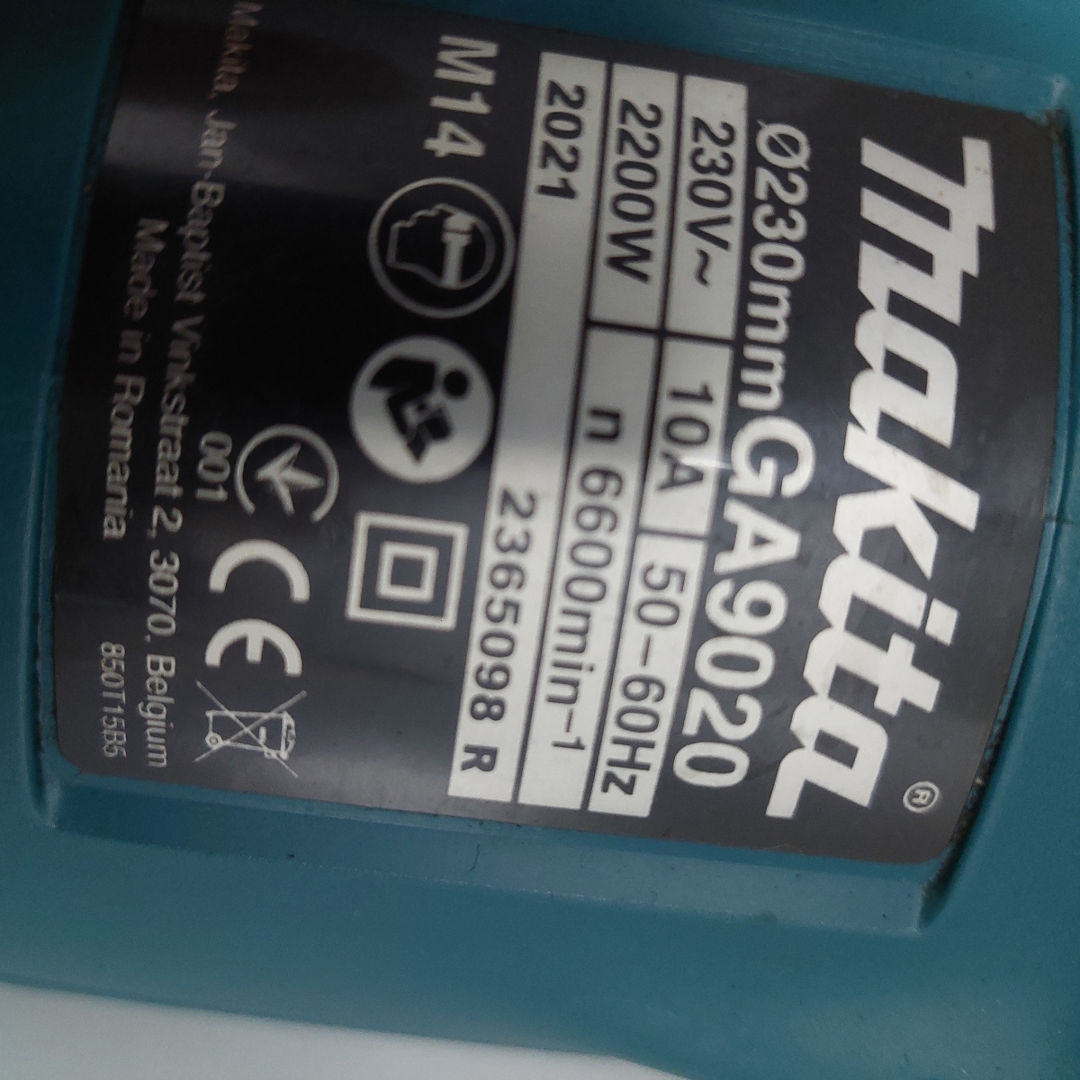 Makita®
Ø230mm GA9020
230V~ 10A 50-60Hz
2200W n 6600min-1
2021 2365098 R
M14
001
CE
Makita, Jan-Baptist Vinkstraat 2, 3070, Belgium
Made in Romania 850T15B5